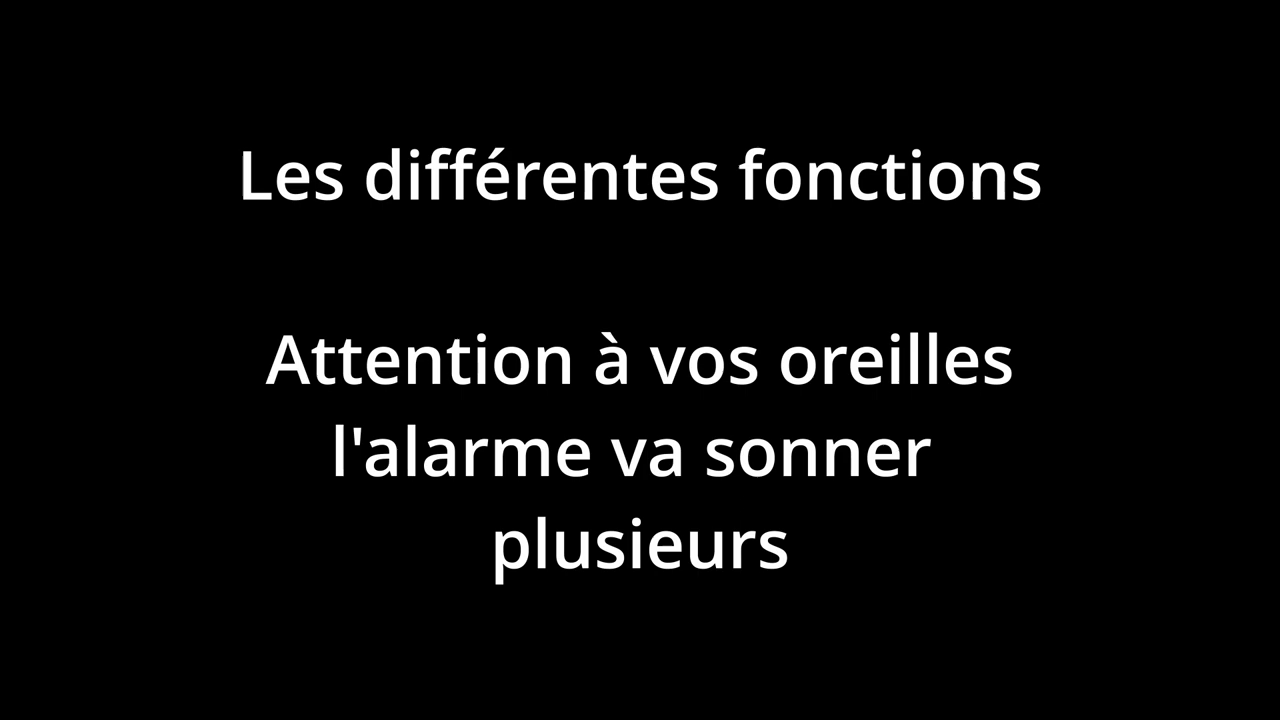 Les différentes fonctions
Attention à vos oreilles
l'alarme va sonner
plusieurs